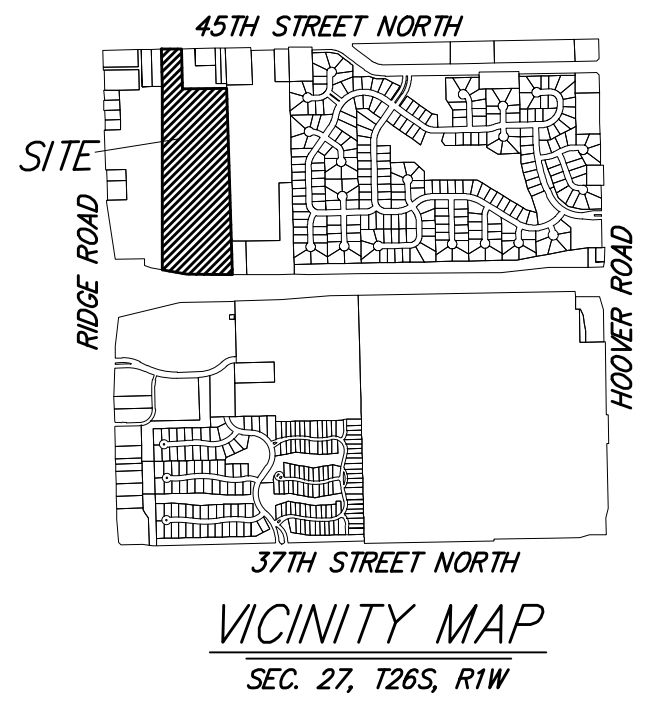 45TH STREET NORTH
SITE
RIDGE ROAD
HOOVER ROAD
37TH STREET NORTH
VICINITY MAP
SEC. 27, T26S, R1W